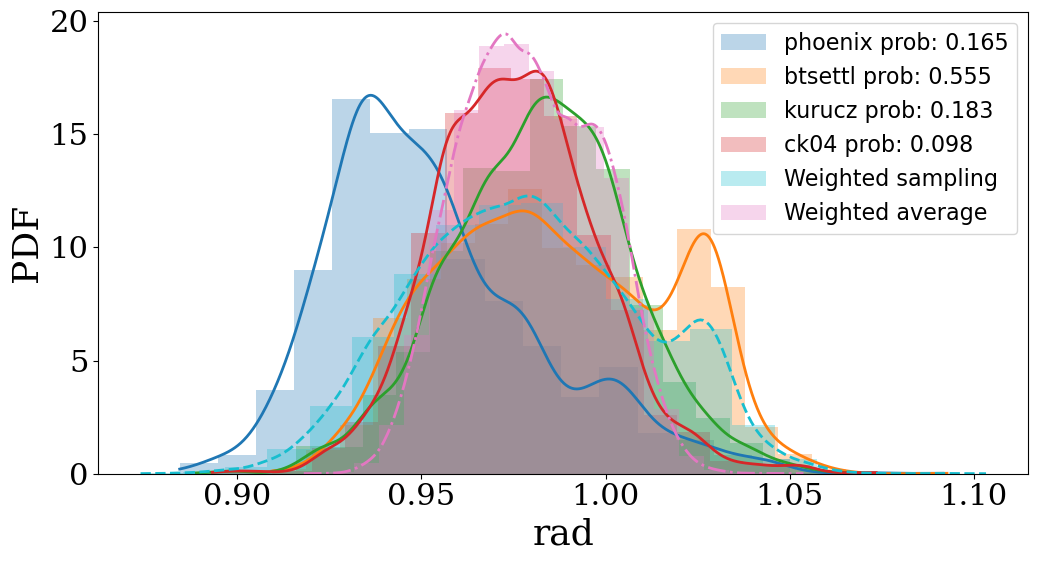 20
15
10
5
0
PDF
phoenix prob: 0.165
btsettl prob: 0.555
kurucz prob: 0.183
ck04 prob: 0.098
Weighted sampling
Weighted average
0.90 0.95 1.00 1.05 1.10
rad